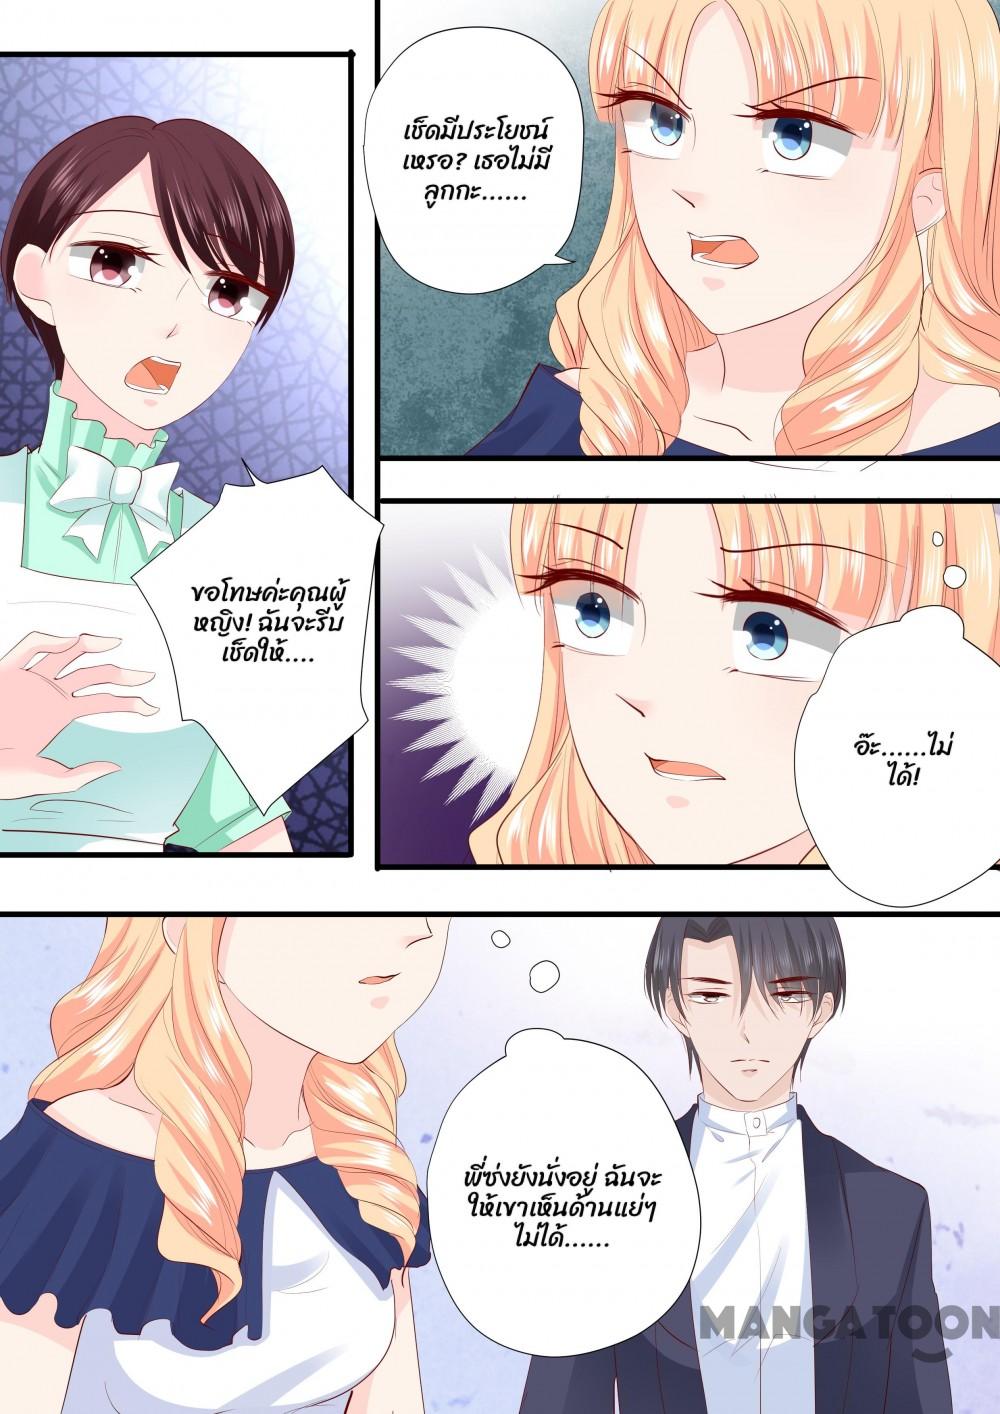 ขอโทษค่ะคุณผู้
หญิง! ฉันจะรีบ
เช็ดให้....
เช็ดมีประโยชน์
เหรอ? เธอไม่มี
ลูกกะ......
อ๊ะ......ไม่
ได้!
พี่ซ่งยังนั่งอยู่ ฉันจะ
ให้เขาเห็นด้านแย่ๆ
ไม่ได้......
MANGATOON